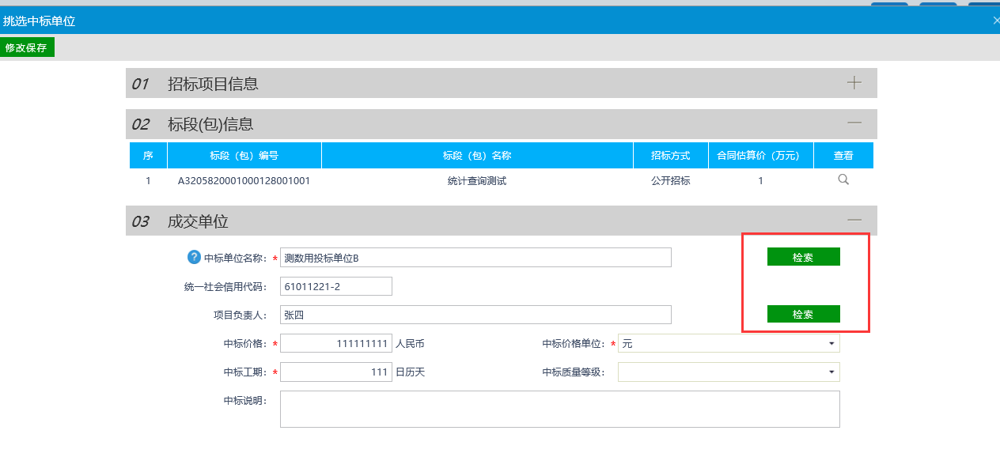 挑选中标单位
修改保存
01 招标项目信息
02 标段(包)信息
序 标段（包）编号 标段（包）名称 招标方式 合同估算价（万元） 查看
1 A3205820001000128001001 统计查询测试 公开招标 1
03 成交单位
中标单位名称：* 测数用投标单位B 检索
统一社会信用代码： 61011221-2
项目负责人： 张四 检索
中标价格：* 111111111 人民币 中标价格单位：* 元
中标工期：* 111 日历天 中标质量等级：
中标说明：